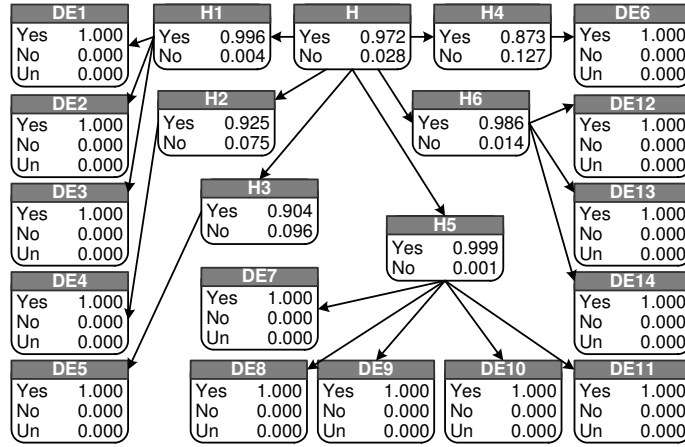 DE1
Yes 1.000
No 0.000
Un 0.000
H1
Yes 0.996
No 0.004
H
Yes 0.972
No 0.028
H4
Yes 0.873
No 0.127
DE6
Yes 1.000
No 0.000
Un 0.000
DE2
Yes 1.000
No 0.000
Un 0.000
H2
Yes 0.925
No 0.075
H6
Yes 0.986
No 0.014
DE12
Yes 1.000
No 0.000
Un 0.000
DE3
Yes 1.000
No 0.000
Un 0.000
H3
Yes 0.904
No 0.096
DE13
Yes 1.000
No 0.000
Un 0.000
H5
Yes 0.999
No 0.001
DE4
Yes 1.000
No 0.000
Un 0.000
DE7
Yes 1.000
No 0.000
Un 0.000
DE14
Yes 1.000
No 0.000
Un 0.000
DE5
Yes 1.000
No 0.000
Un 0.000
DE8
Yes 1.000
No 0.000
Un 0.000
DE9
Yes 1.000
No 0.000
Un 0.000
DE10
Yes 1.000
No 0.000
Un 0.000
DE11
Yes 1.000
No 0.000
Un 0.000